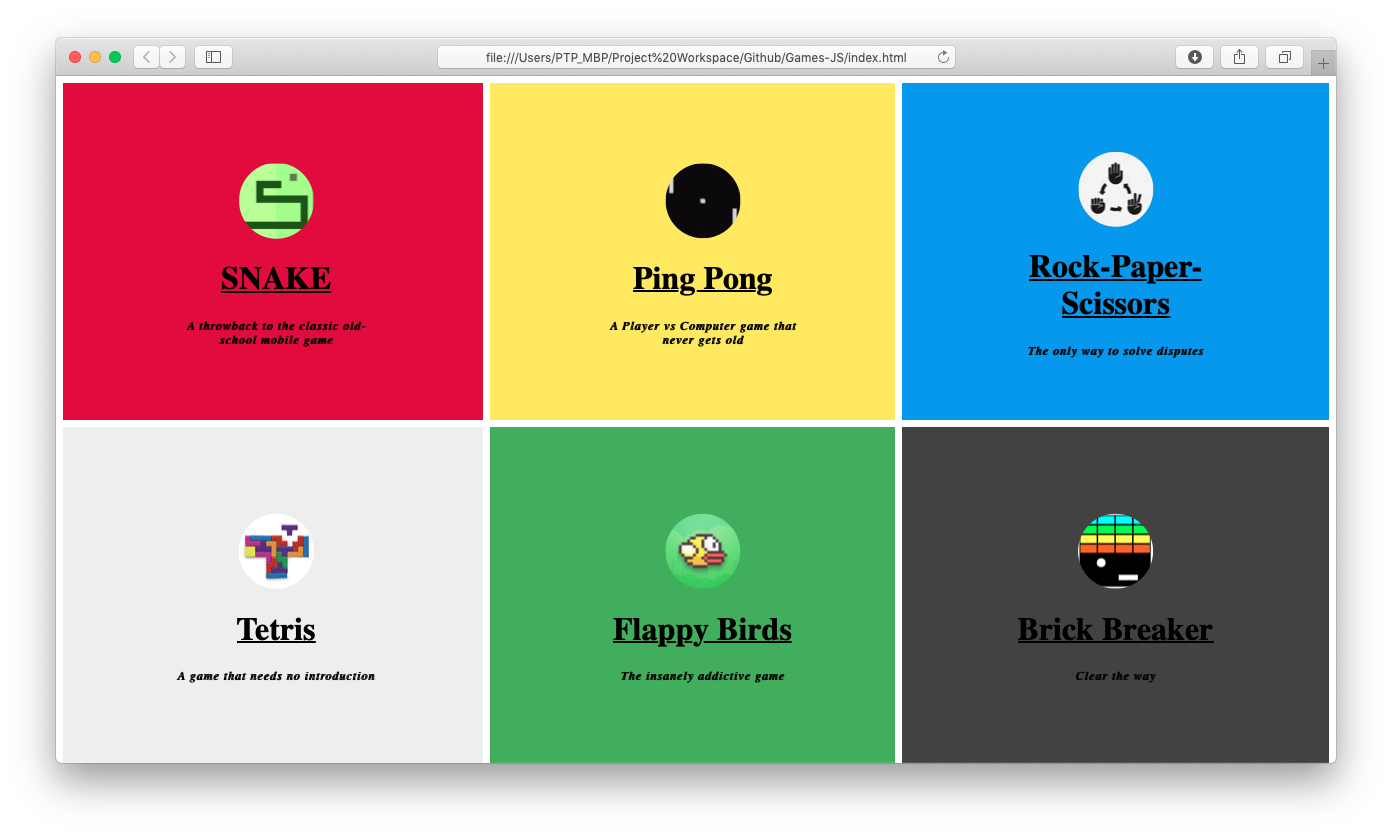 file:///Users/PTP_MBP/Project%20Workspace/Github/Games-JS/index.html
SNAKE
A throwback to the classic old-
school mobile game
Ping Pong
A Player vs Computer game that
never gets old
Rock-Paper-
Scissors
The only way to solve disputes
Tetris
A game that needs no introduction
Flappy Birds
The insanely addictive game
Brick Breaker
Clear the way